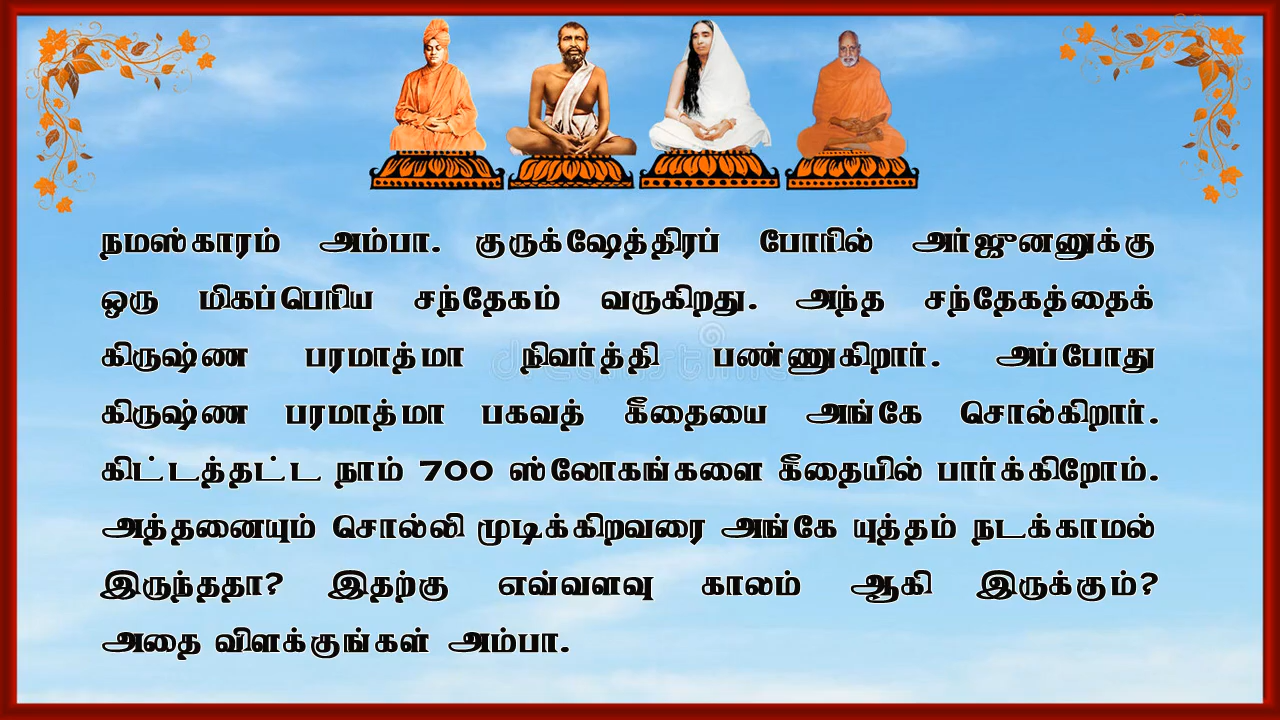 நமஸ்காரம் அம்பா. குருக்ஷேத்திரப் போரில் அர்ஜுனனுக்கு
ஒரு மிகப்பெரிய சந்தேகம் வருகிறது. அந்த சந்தேகத்தைக்
கிருஷ்ண பரமாத்மா நிவர்த்தி பண்ணுகிறார். அப்போது
கிருஷ்ண பரமாத்மா பகவத் கீதையை அங்கே சொல்கிறார்.
கிட்டத்தட்ட நாம் 700 ஸ்லோகங்களை கீதையில் பார்க்கிறோம்.
அத்தனையும் சொல்லி முடிக்கிறவரை அங்கே யுத்தம் நடக்காமல்
இருந்ததா? இதற்கு எவ்வளவு காலம் ஆகி இருக்கும்?
அதை விளக்குங்கள் அம்பா.
dreamstime